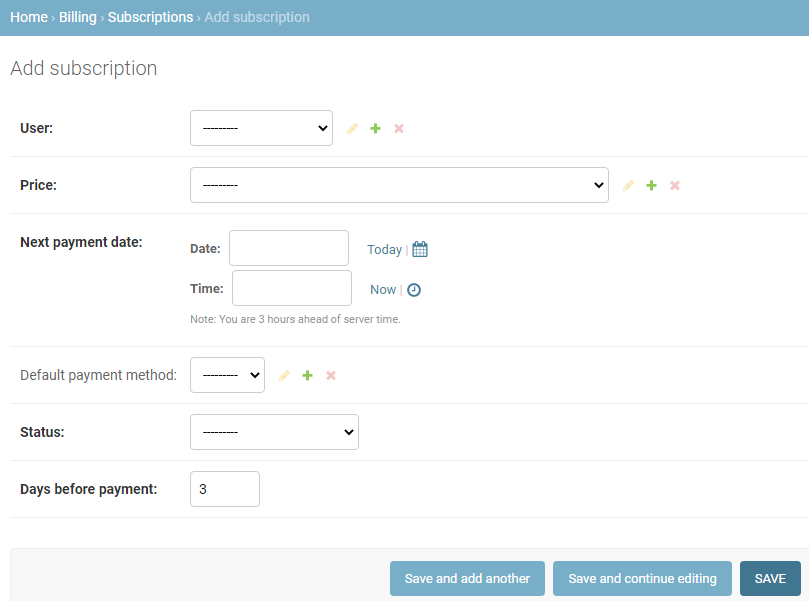 Home › Billing › Subscriptions › Add subscription
Add subscription
User: ---------
Price: ---------
Next payment date: Date: Today |
Time: Now |
Note: You are 3 hours ahead of server time.
Default payment method: ---------
Status: ---------
Days before payment: 3
Save and add another Save and continue editing SAVE